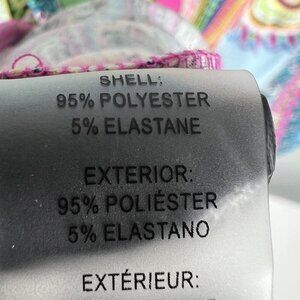 SHELL:
95% POLYESTER
5% ELASTANE
EXTERIOR:
95% POLIÉSTER
5% ELASTANO
EXTÉRIEUR: